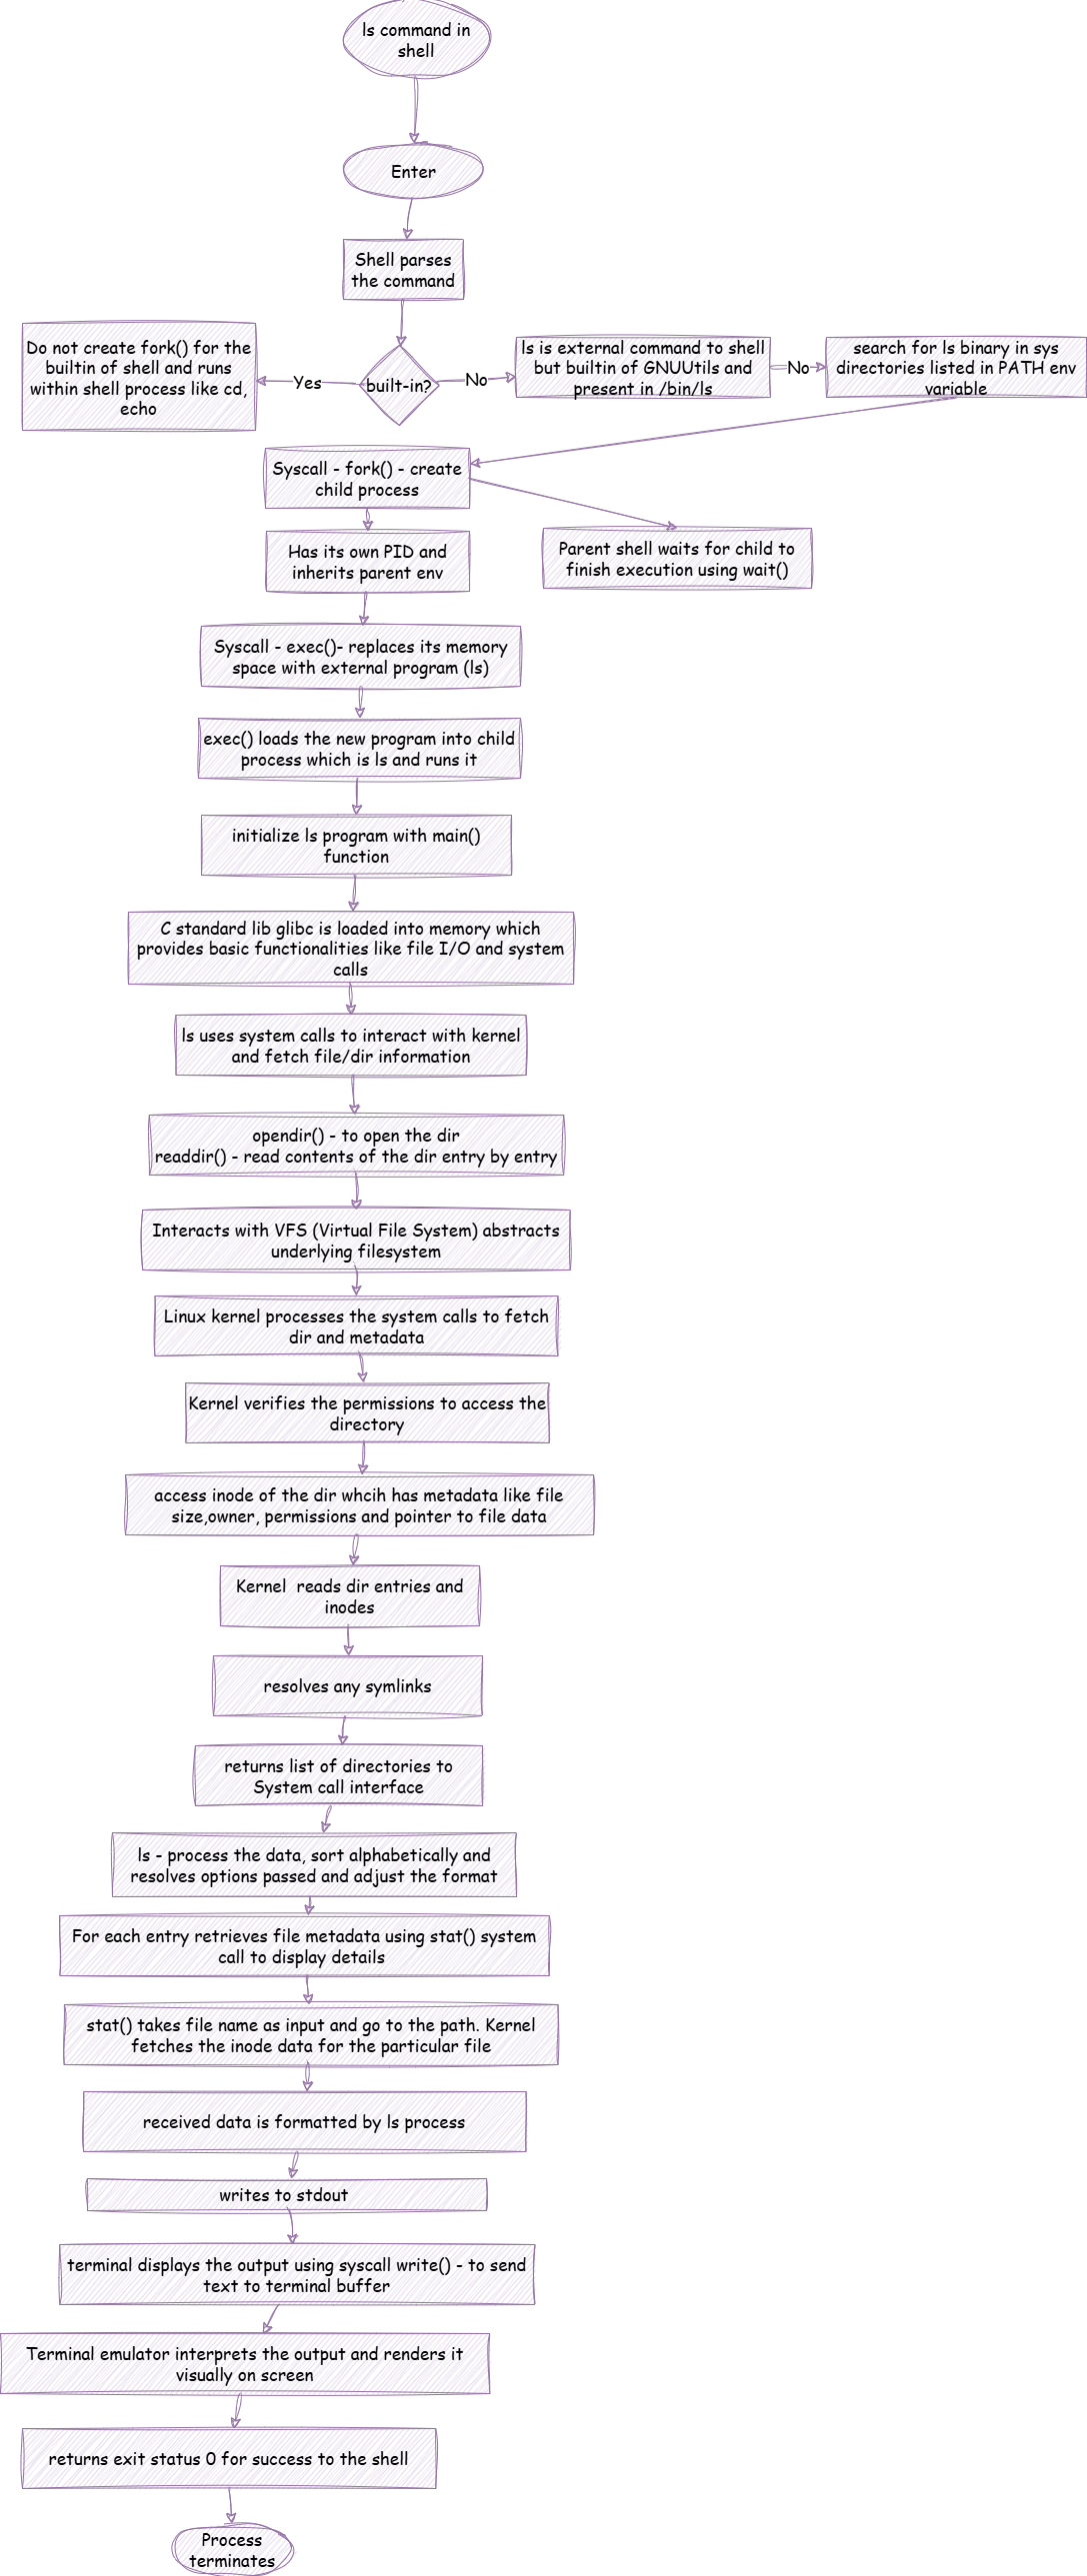 ls command in
shell
Enter
Shell parses
the command
Do not create fork() for the
builtin of shell and runs
within shell process like cd,
echo
Yes
built-in?
No
ls is external command to shell
but builtin of GNUUtils and
present in /bin/ls
No
search for ls binary in sys
directories listed in PATH env
variable
Syscall - fork() - create
child process
Has its own PID and
inherits parent env
Parent shell waits for child to
finish execution using wait()
Syscall - exec()- replaces its memory
space with external program (ls)
exec() loads the new program into child
process which is ls and runs it
initialize ls program with main()
function
C standard lib glibc is loaded into memory which
provides basic functionalities like file I/O and system
calls
ls uses system calls to interact with kernel
and fetch file/dir information
opendir() - to open the dir
readdir() - read contents of the dir entry by entry
Interacts with VFS (Virtual File System) abstracts
underlying filesystem
Linux kernel processes the system calls to fetch
dir and metadata
Kernel verifies the permissions to access the
directory
access inode of the dir whcih has metadata like file
size,owner, permissions and pointer to file data
Kernel  reads dir entries and
inodes
resolves any symlinks
returns list of directories to
System call interface
ls - process the data, sort alphabetically and
resolves options passed and adjust the format
For each entry retrieves file metadata using stat() system
call to display details
stat() takes file name as input and go to the path. Kernel
fetches the inode data for the particular file
received data is formatted by ls process
writes to stdout
terminal displays the output using syscall write() - to send
text to terminal buffer
Terminal emulator interprets the output and renders it
visually on screen
returns exit status 0 for success to the shell
Process
terminates